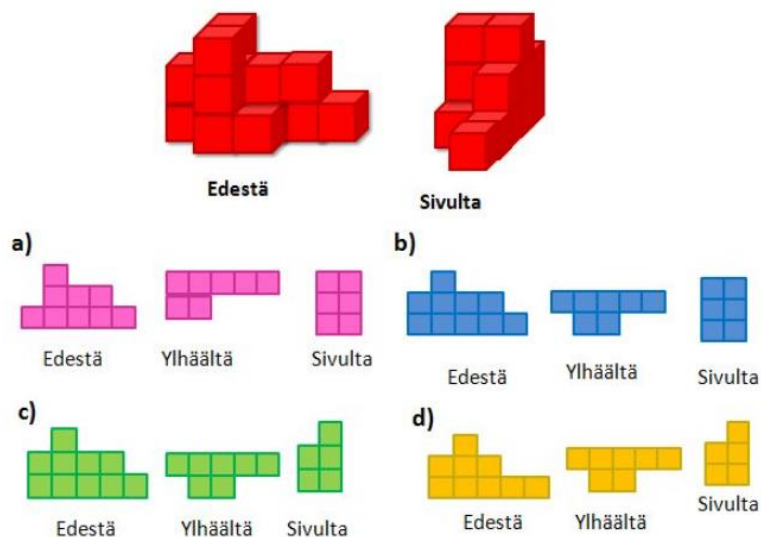 Edestä
Sivulta
a)
Edestä
Ylhäältä
Sivulta
b)
Edestä
Ylhäältä
Sivulta
c)
Edestä
Ylhäältä
Sivulta
d)
Edestä
Ylhäältä
Sivulta